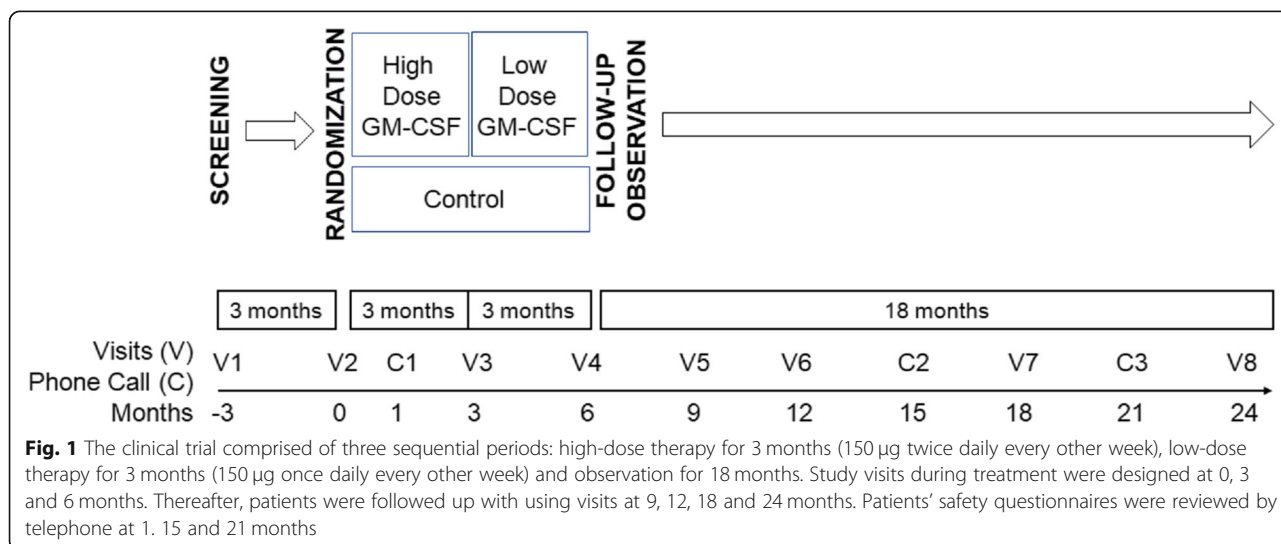 SCREENING
RANDOMIZATION
High
Dose
GM-CSF
Low
Dose
GM-CSF
Control
FOLLOW-UP
OBSERVATION
3 months 3 months 3 months 18 months
Visits (V)
Phone Call (C)
V1 V2 C1 V3 V4 V5 V6 C2 V7 C3 V8
Months -3 0 1 3 6 9 12 15 18 21 24
Fig. 1 The clinical trial comprised of three sequential periods: high-dose therapy for 3 months (150 µg twice daily every other week), low-dose
therapy for 3 months (150 µg once daily every other week) and observation for 18 months. Study visits during treatment were designed at 0, 3
and 6 months. Thereafter, patients were followed up with using visits at 9, 12, 18 and 24 months. Patients’ safety questionnaires were reviewed by
telephone at 1. 15 and 21 months